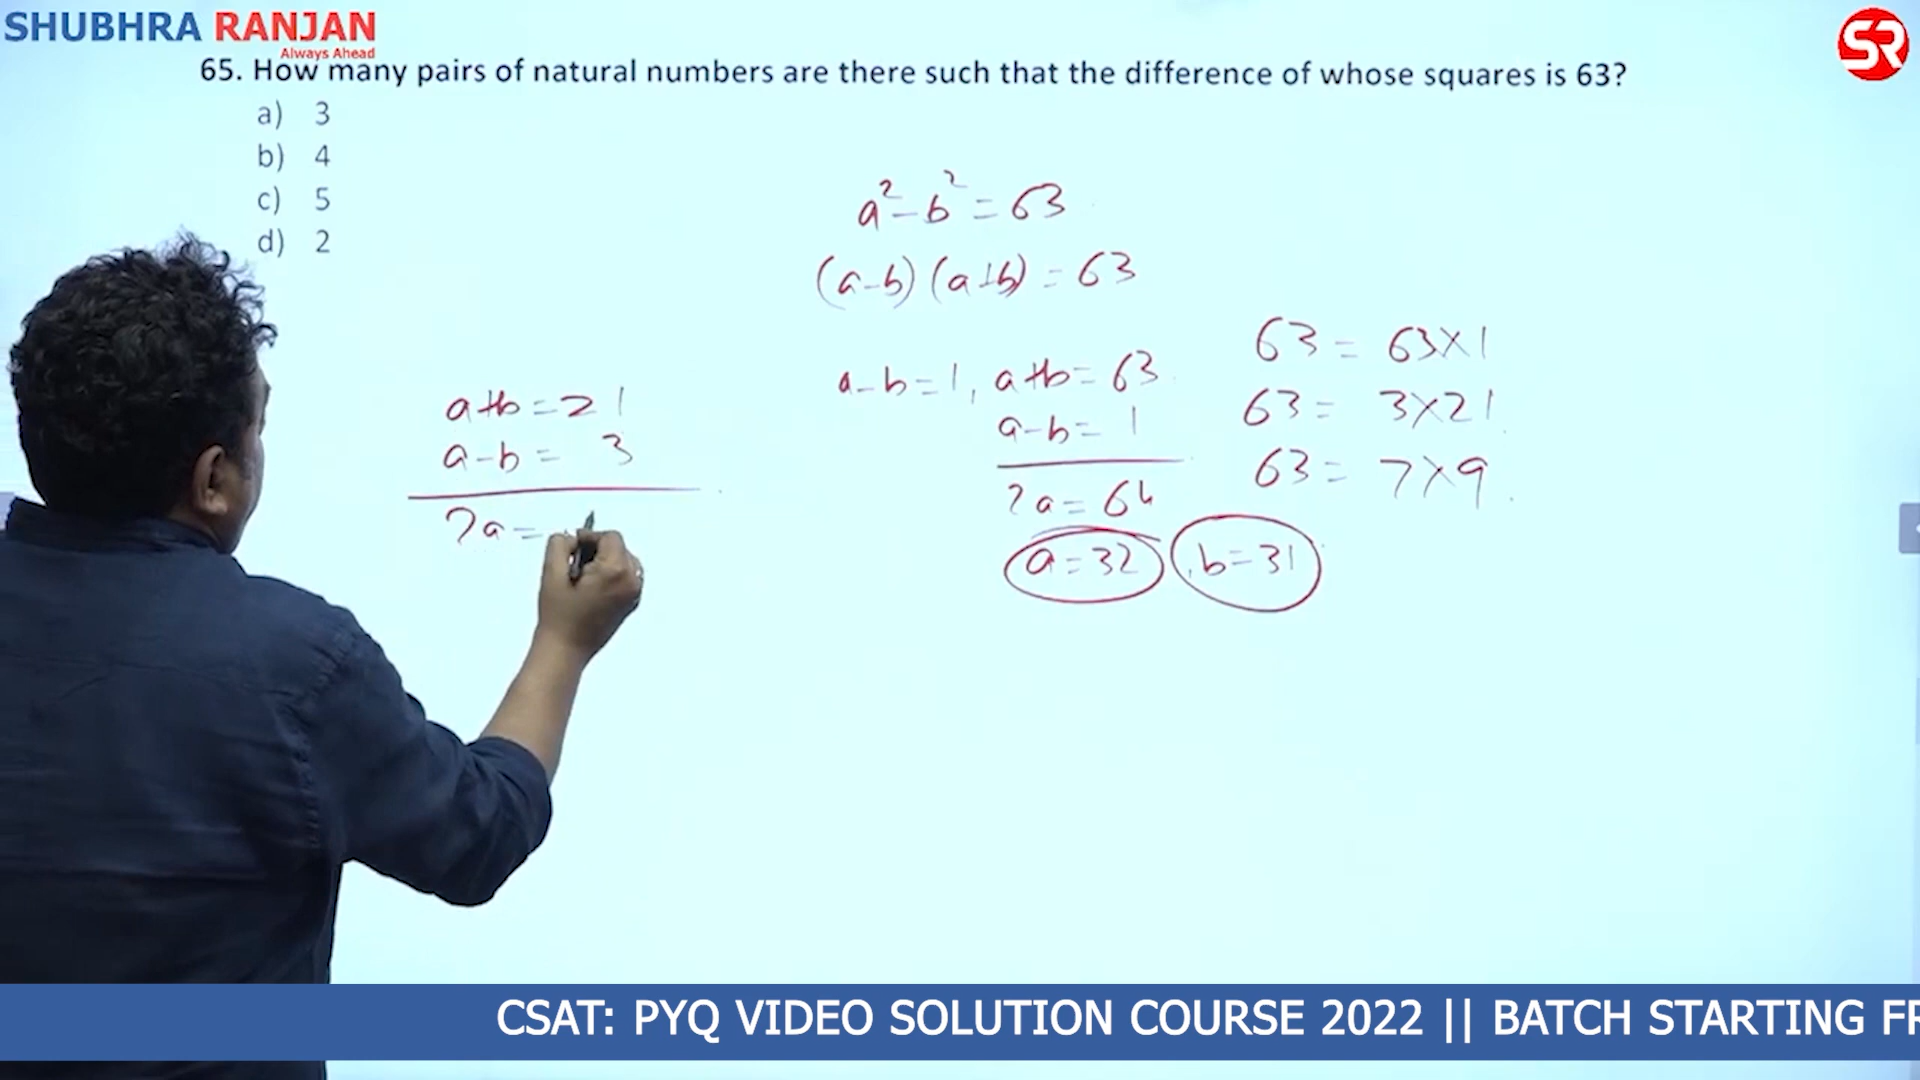 SHUBHRA RANJAN
Always Ahead
SR
65. How many pairs of natural numbers are there such that the difference of whose squares is 63?
a) 3
b) 4
c) 5
d) 2
a² - b² = 63
(a-b) (a+b) = 63
a-b=1, a+b= 63
a-b= 1
2a= 64
a=32, b=31
63= 63×1
63= 3×21
63= 7×9
a+b=21
a-b= 3
2a=
CSAT: PYQ VIDEO SOLUTION COURSE 2022 || BATCH STARTING FR